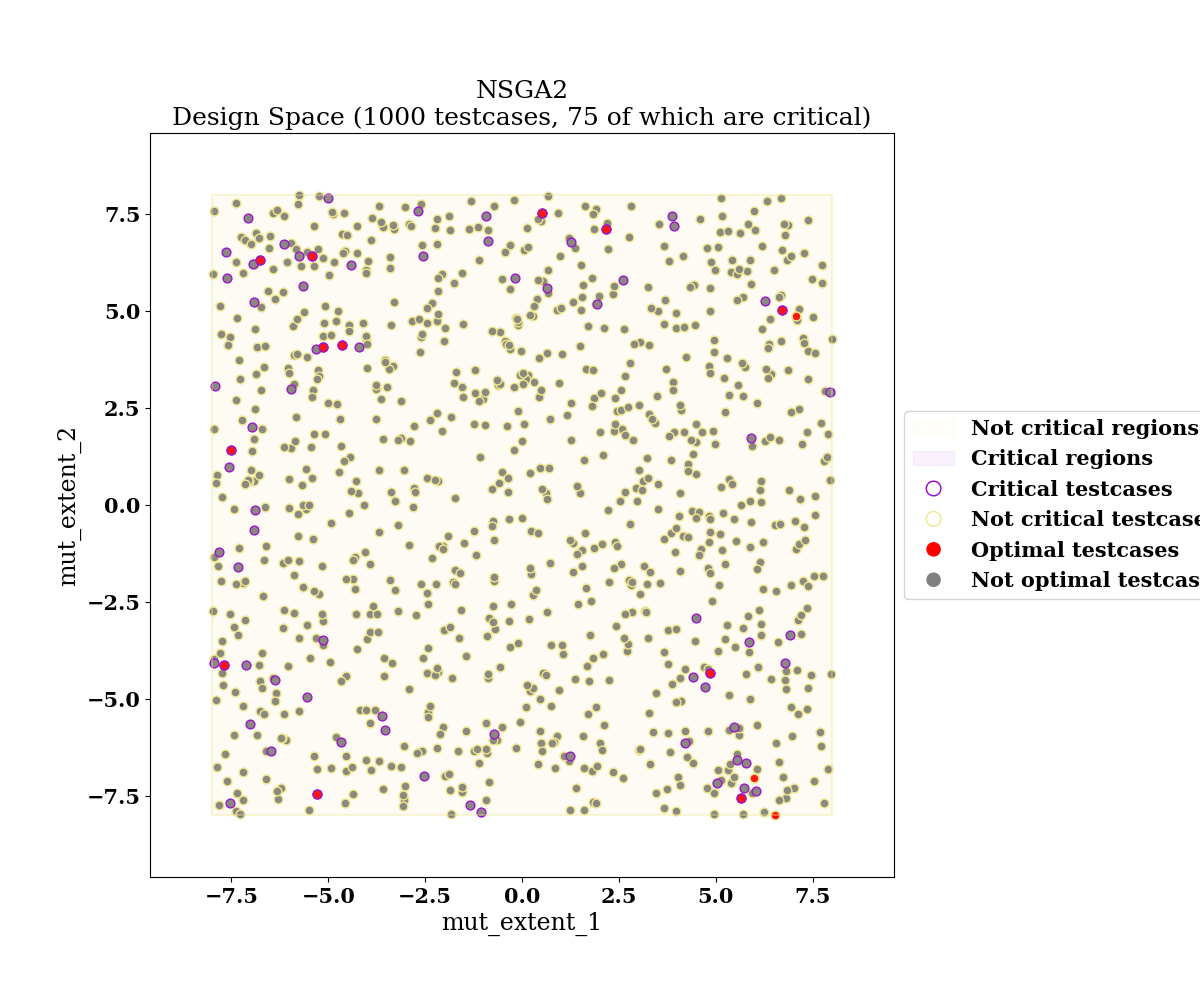 NSGA2
Design Space (1000 testcases, 75 of which are critical)
7.5
5.0
2.5
0.0
−2.5
−5.0
−7.5
mut_extent_2
−7.5 −5.0 −2.5 0.0 2.5 5.0 7.5
mut_extent_1
Not critical regions
Critical regions
Critical testcases
Not critical testcase
Optimal testcases
Not optimal testcas